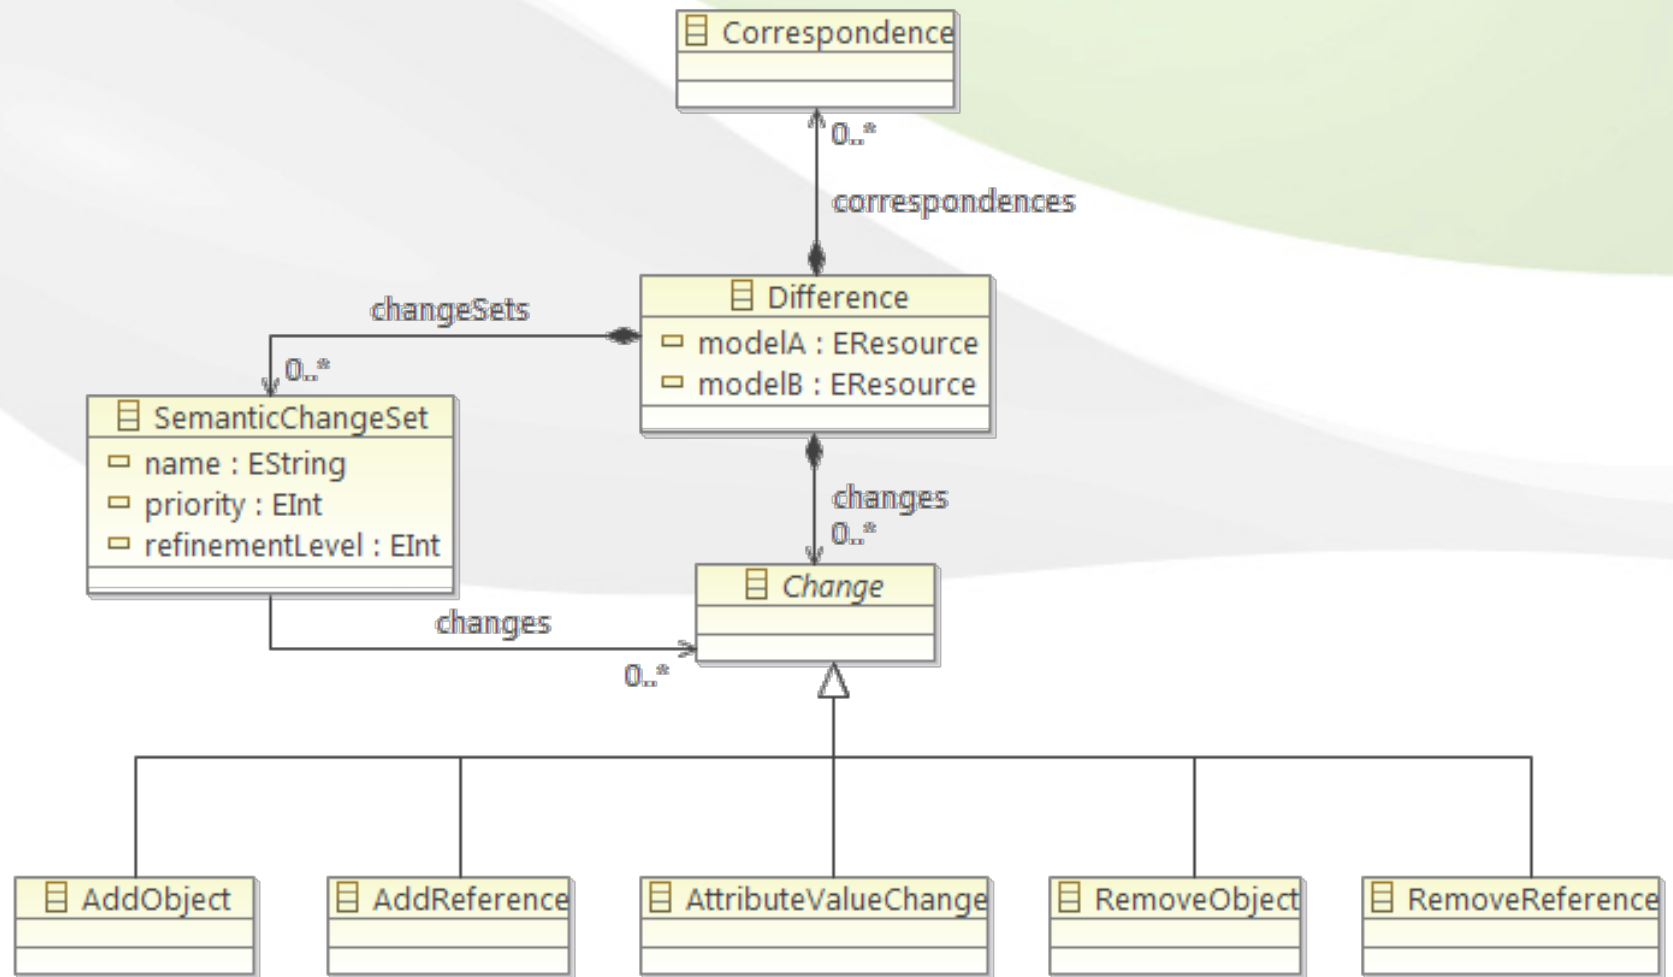 Correspondence
0..*
correspondences
Difference
modelA : EResource
modelB : EResource
changeSets
0..*
SemanticChangeSet
name : EString
priority : EInt
refinementLevel : EInt
changes
0..*
Change
changes
0..*
AddObject
AddReference
AttributeValueChange
RemoveObject
RemoveReference